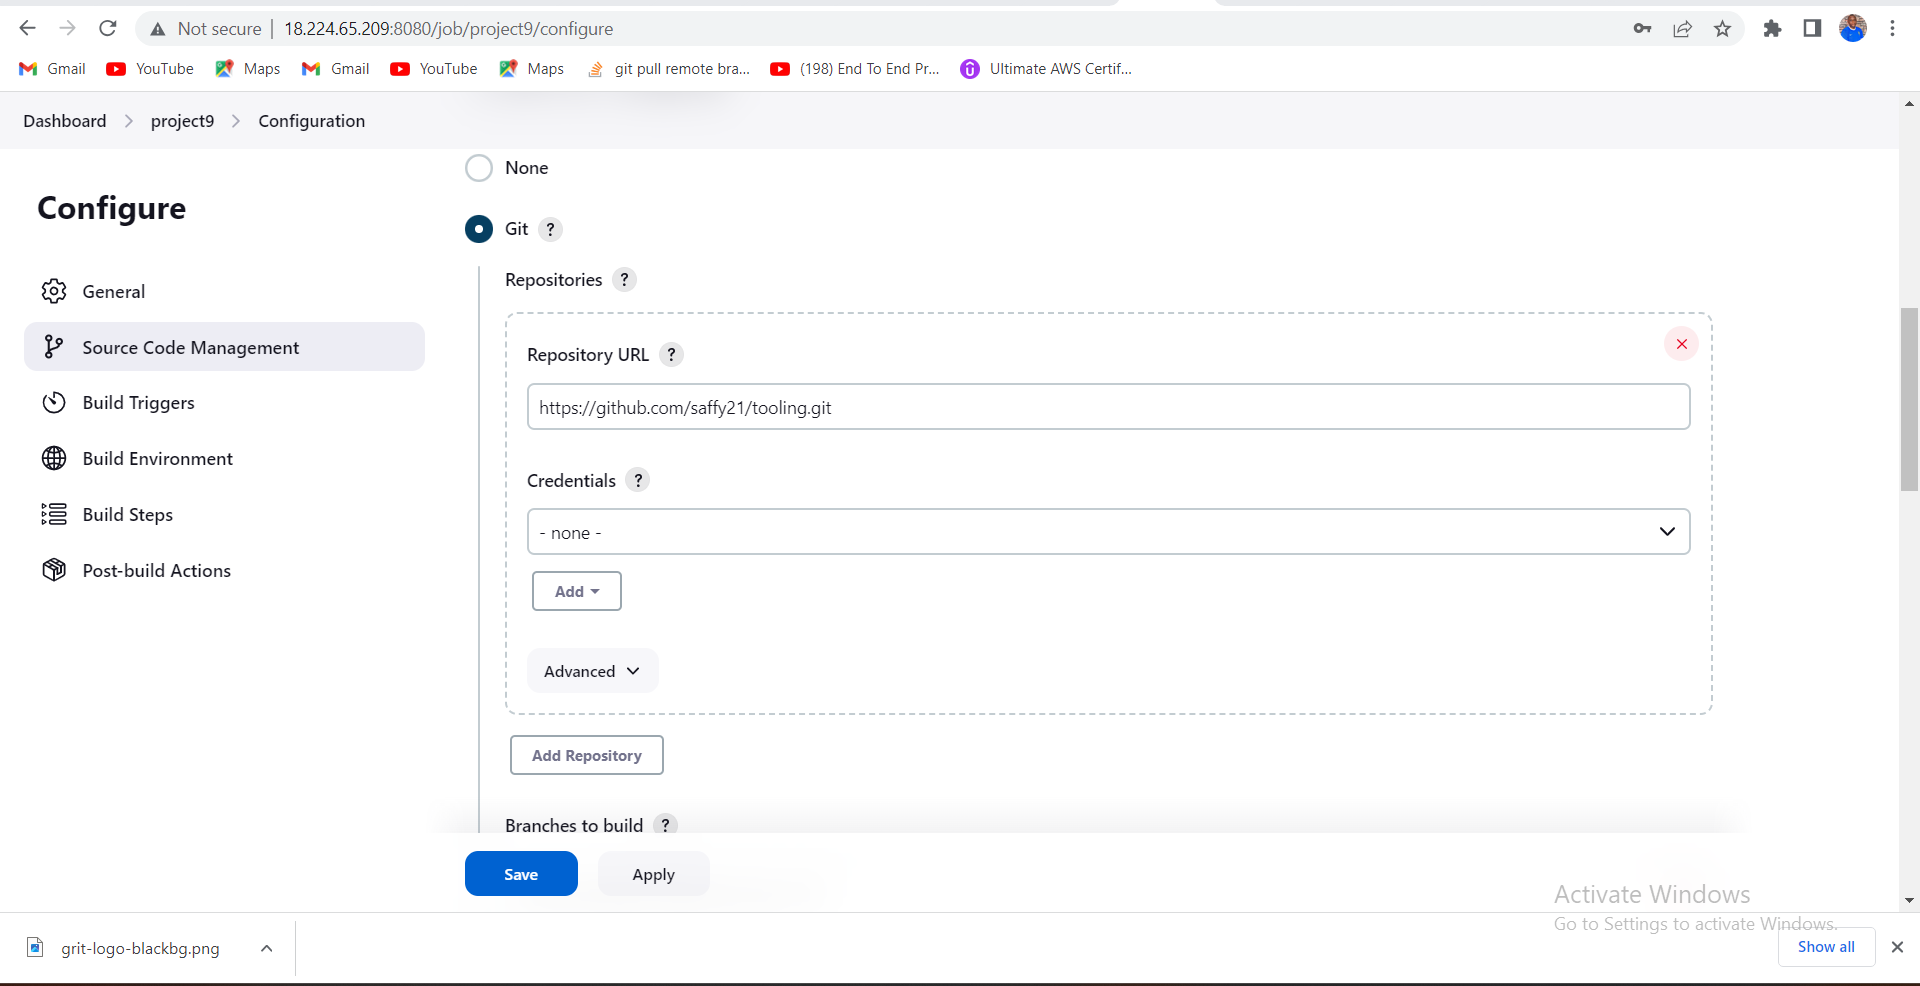 Not secure | 18.224.65.209:8080/job/project9/configure
Gmail YouTube Maps Gmail YouTube Maps git pull remote bra... (198) End To End Pr... Ultimate AWS Certif...
Dashboard > project9 > Configuration
Configure
General
Source Code Management
Build Triggers
Build Environment
Build Steps
Post-build Actions
None
Git ?
Repositories ?
Repository URL ?
https://github.com/saffy21/tooling.git
Credentials ?
- none -
Add
Advanced
Add Repository
Branches to build ?
Save Apply
Activate Windows
Go to Settings to activate Windows.
grit-logo-blackbg.png
Show all